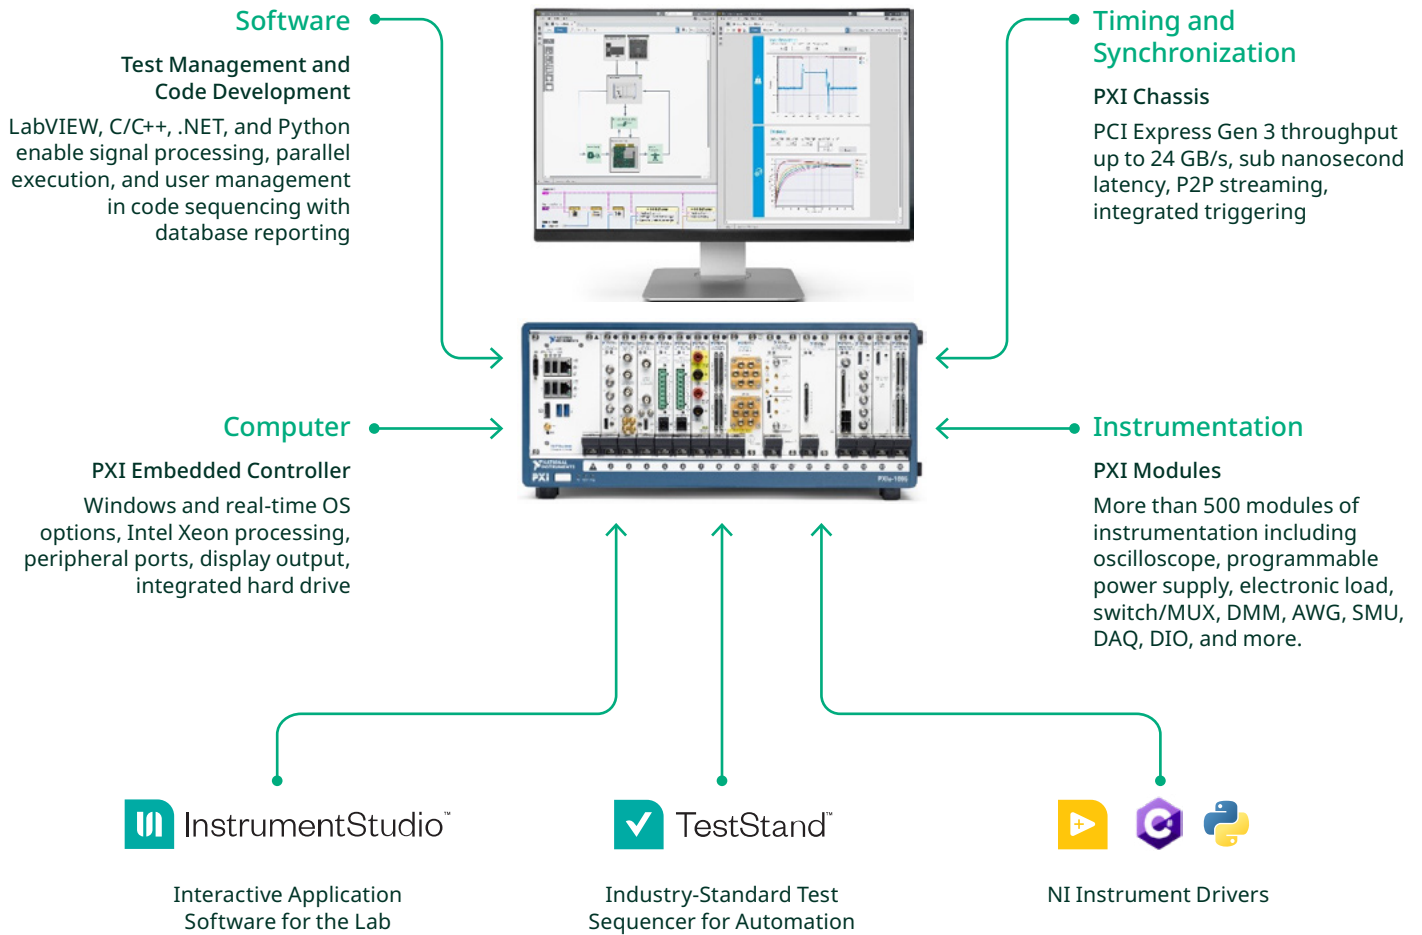 Software
Test Management and
Code Development
LabVIEW, C/C++, .NET, and Python
enable signal processing, parallel
execution, and user management
in code sequencing with
database reporting
Timing and
Synchronization
PXI Chassis
PCI Express Gen 3 throughput
up to 24 GB/s, sub nanosecond
latency, P2P streaming,
integrated triggering
Computer
PXI Embedded Controller
Windows and real-time OS
options, Intel Xeon processing,
peripheral ports, display output,
integrated hard drive
NATIONAL
INSTRUMENTS
PXI
Instrumentation
PXI Modules
More than 500 modules of
instrumentation including
oscilloscope, programmable
power supply, electronic load,
switch/MUX, DMM, AWG, SMU,
DAQ, DIO, and more.
InstrumentStudio™
Interactive Application
Software for the Lab
TestStand™
Industry-Standard Test
Sequencer for Automation
C#
NI Instrument Drivers